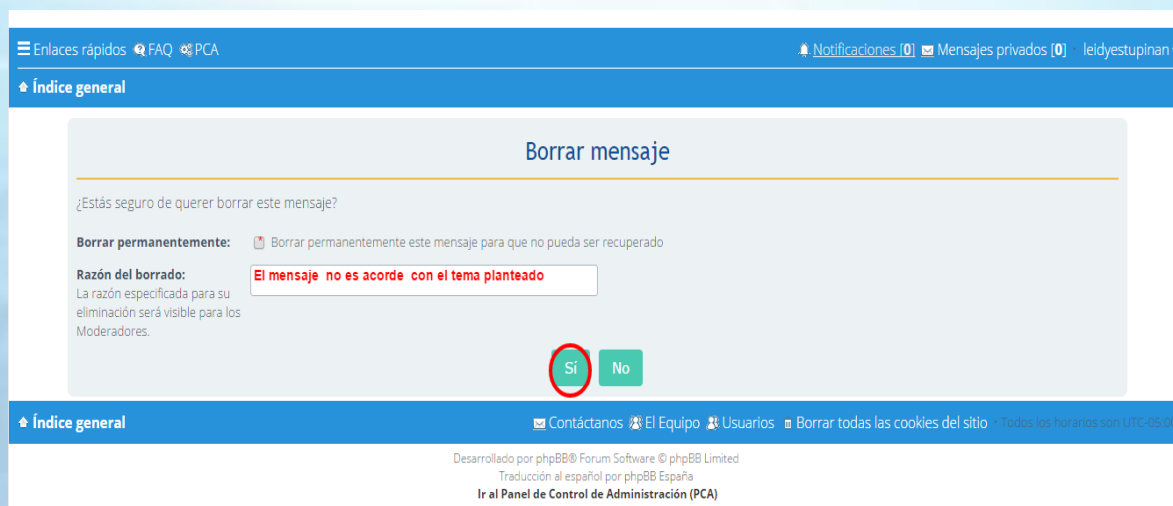 Enlaces rápidos FAQ PCA Notificaciones [0] Mensajes privados [0] leidyestupinan
Índice general
Borrar mensaje
¿Estás seguro de querer borrar este mensaje?
Borrar permanentemente: Borrar permanentemente este mensaje para que no pueda ser recuperado
Razón del borrado: El mensaje no es acorde con el tema planteado
La razón especificada para su
eliminación será visible para los
Moderadores.
Sí No
Índice general Contáctanos El Equipo Usuarios Borrar todas las cookies del sitio · Todos los horarios son UTC-05:00
Desarrollado por phpBB® Forum Software © phpBB Limited
Traducción al español por phpBB España
Ir al Panel de Control de Administración (PCA)